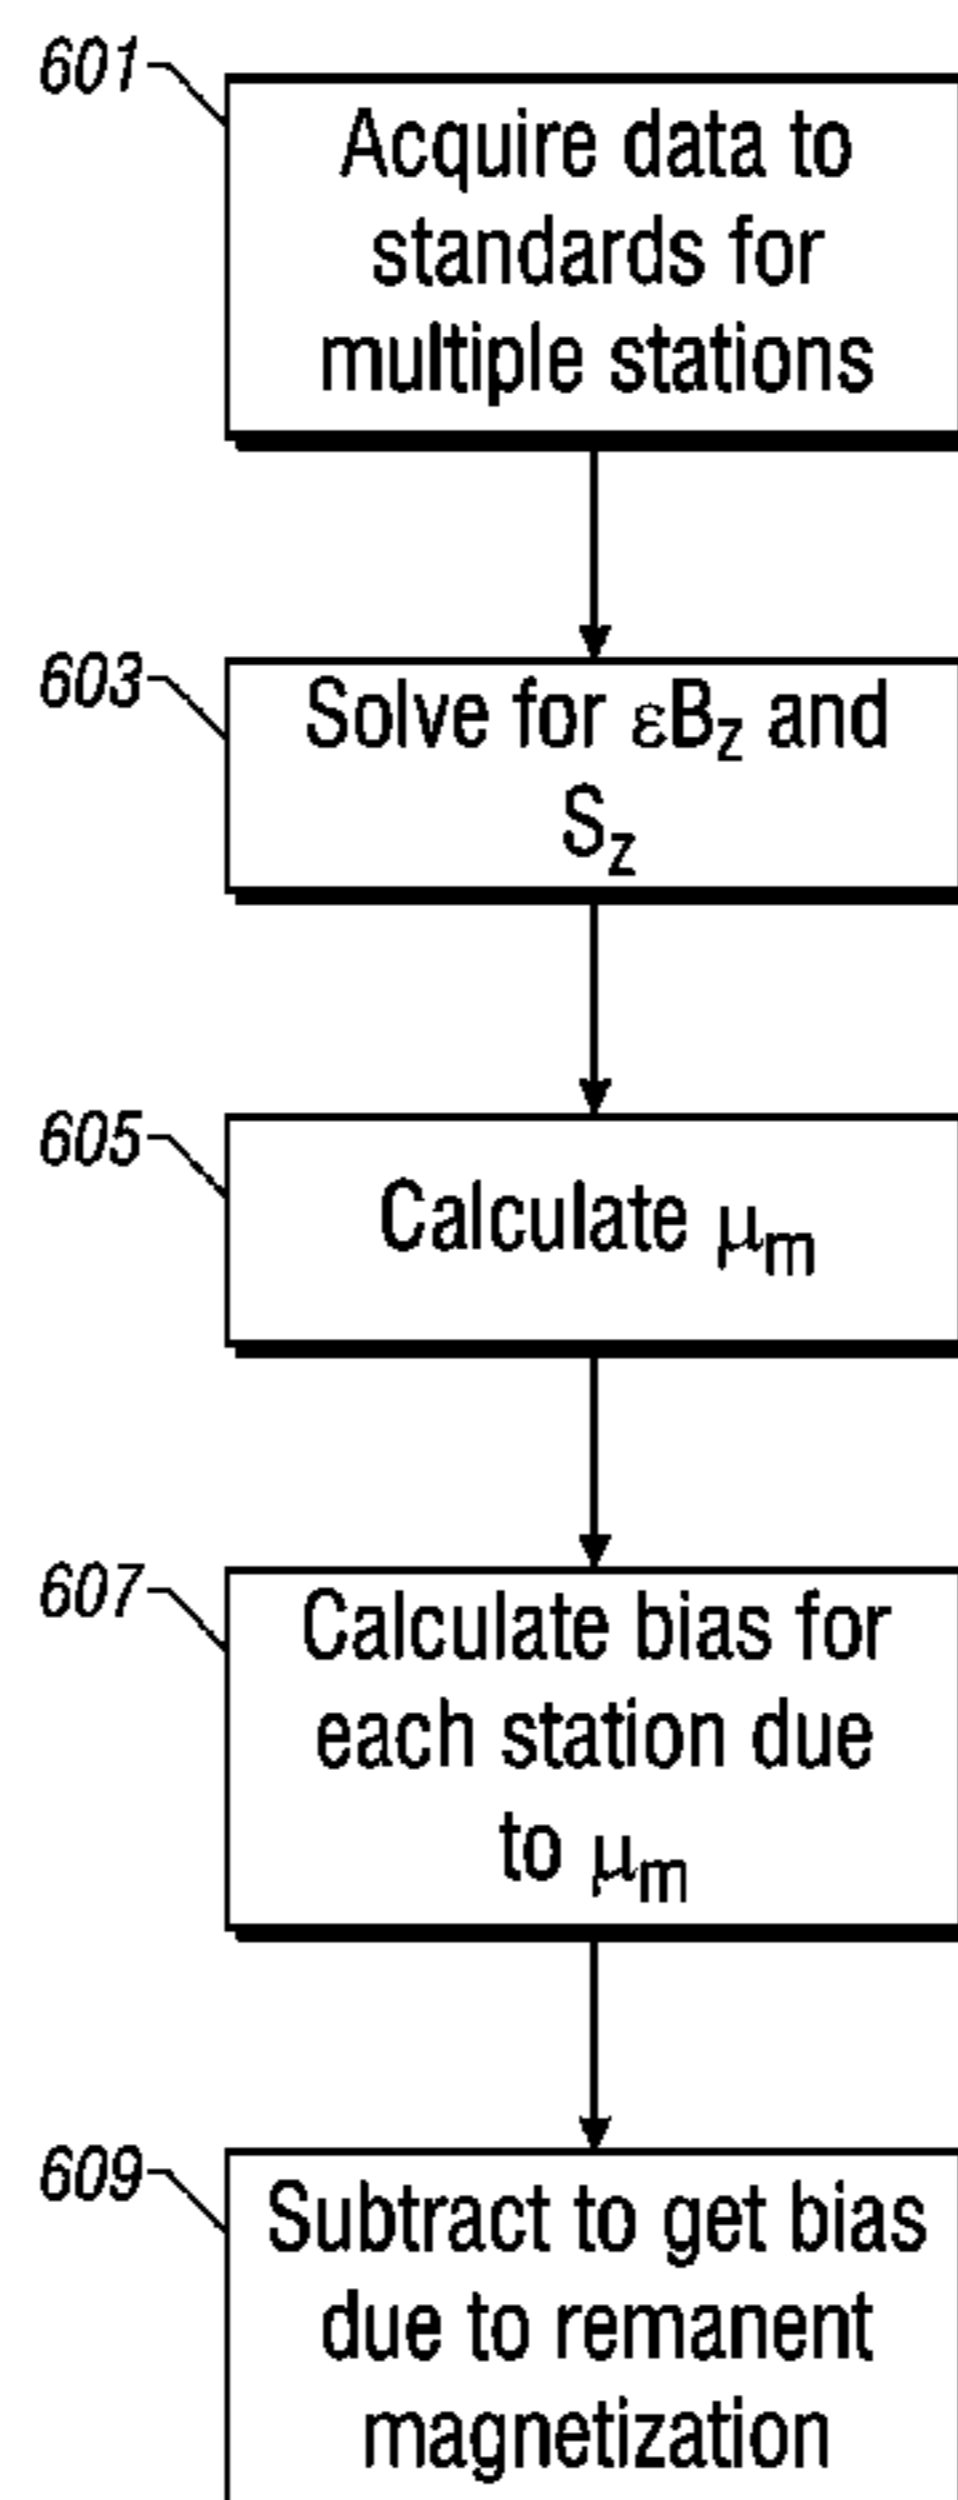 601
Acquire data to
standards for
multiple stations
603
Solve for εBz and
Sz
605
Calculate μm
607
Calculate bias for
each station due
to μm
609
Subtract to get bias
due to remanent
magnetization